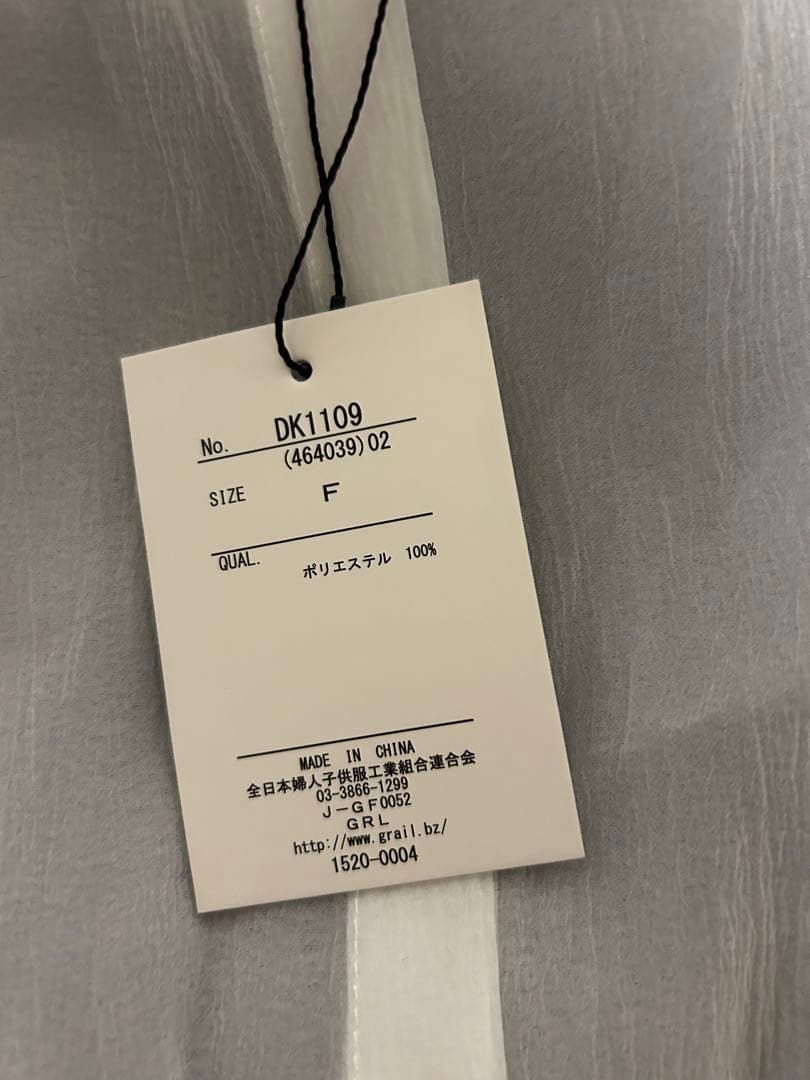 No. DK1109
(464039)02
SIZE F
QUAL. ポリエステル 100%
MADE IN CHINA
全日本婦人子供服工業組合連合会
03-3866-1299
J－GF0052
GRL
http://www.grail.bz/
1520-0004